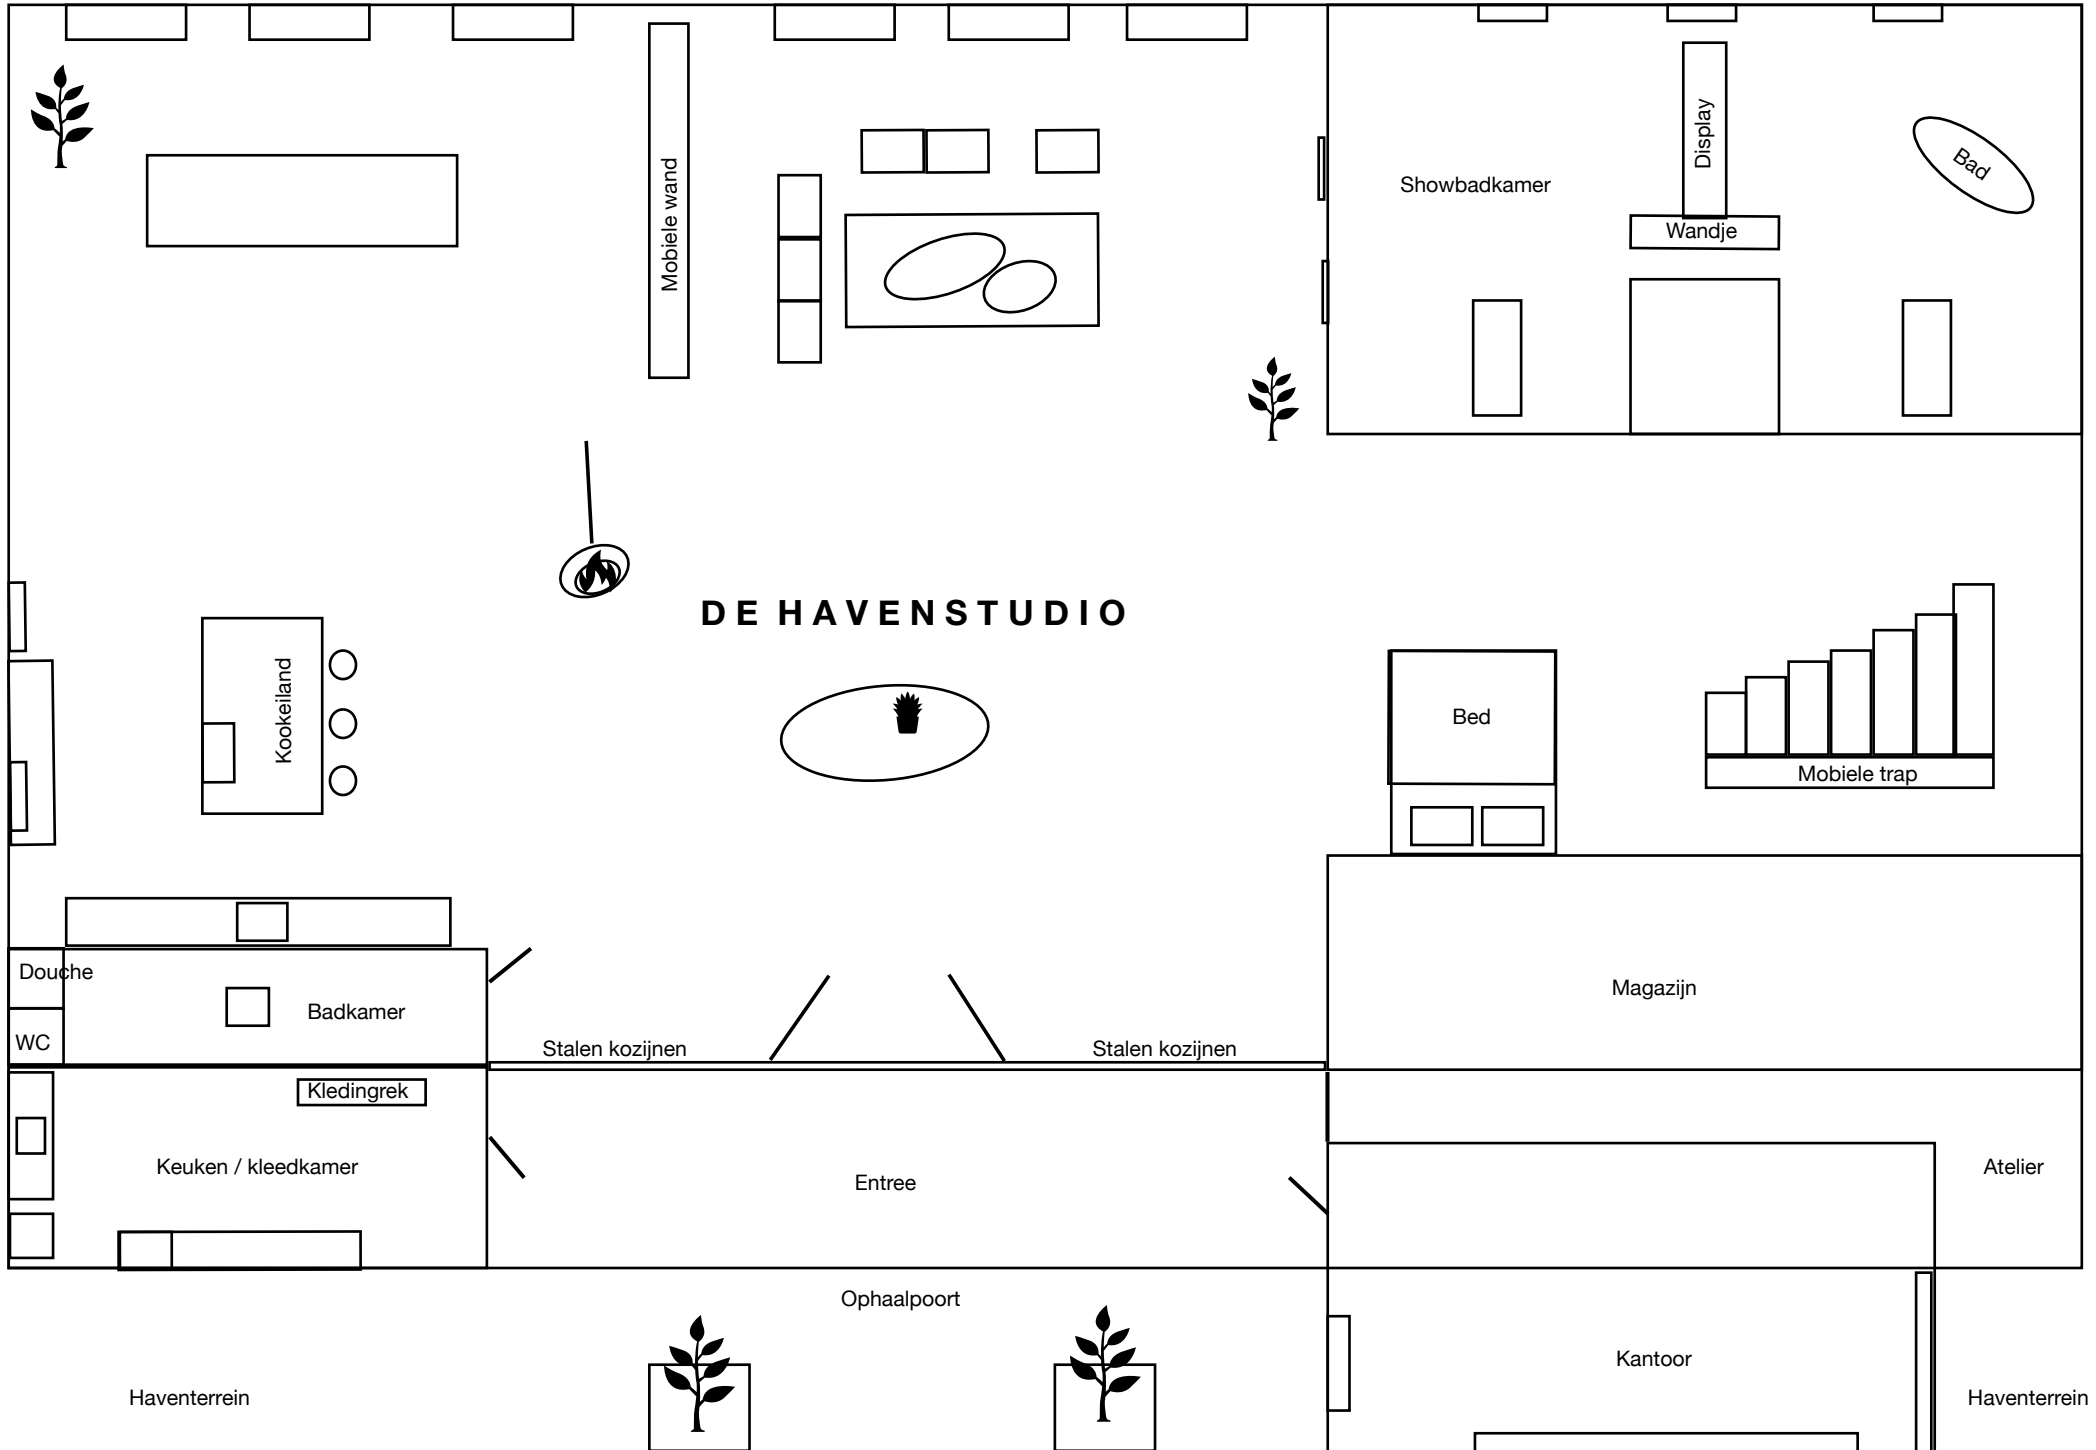 Mobiele wand
Display
Bad
Showbadkamer
Wandje
DE HAVENSTUDIO
Kookeiland
Bed
Mobiele trap
Douche
Badkamer
WC
Magazijn
Stalen kozijnen
Stalen kozijnen
Kledingrek
Keuken / kleedkamer
Entree
Atelier
Ophaalpoort
Kantoor
Haventerrein
Haventerrein